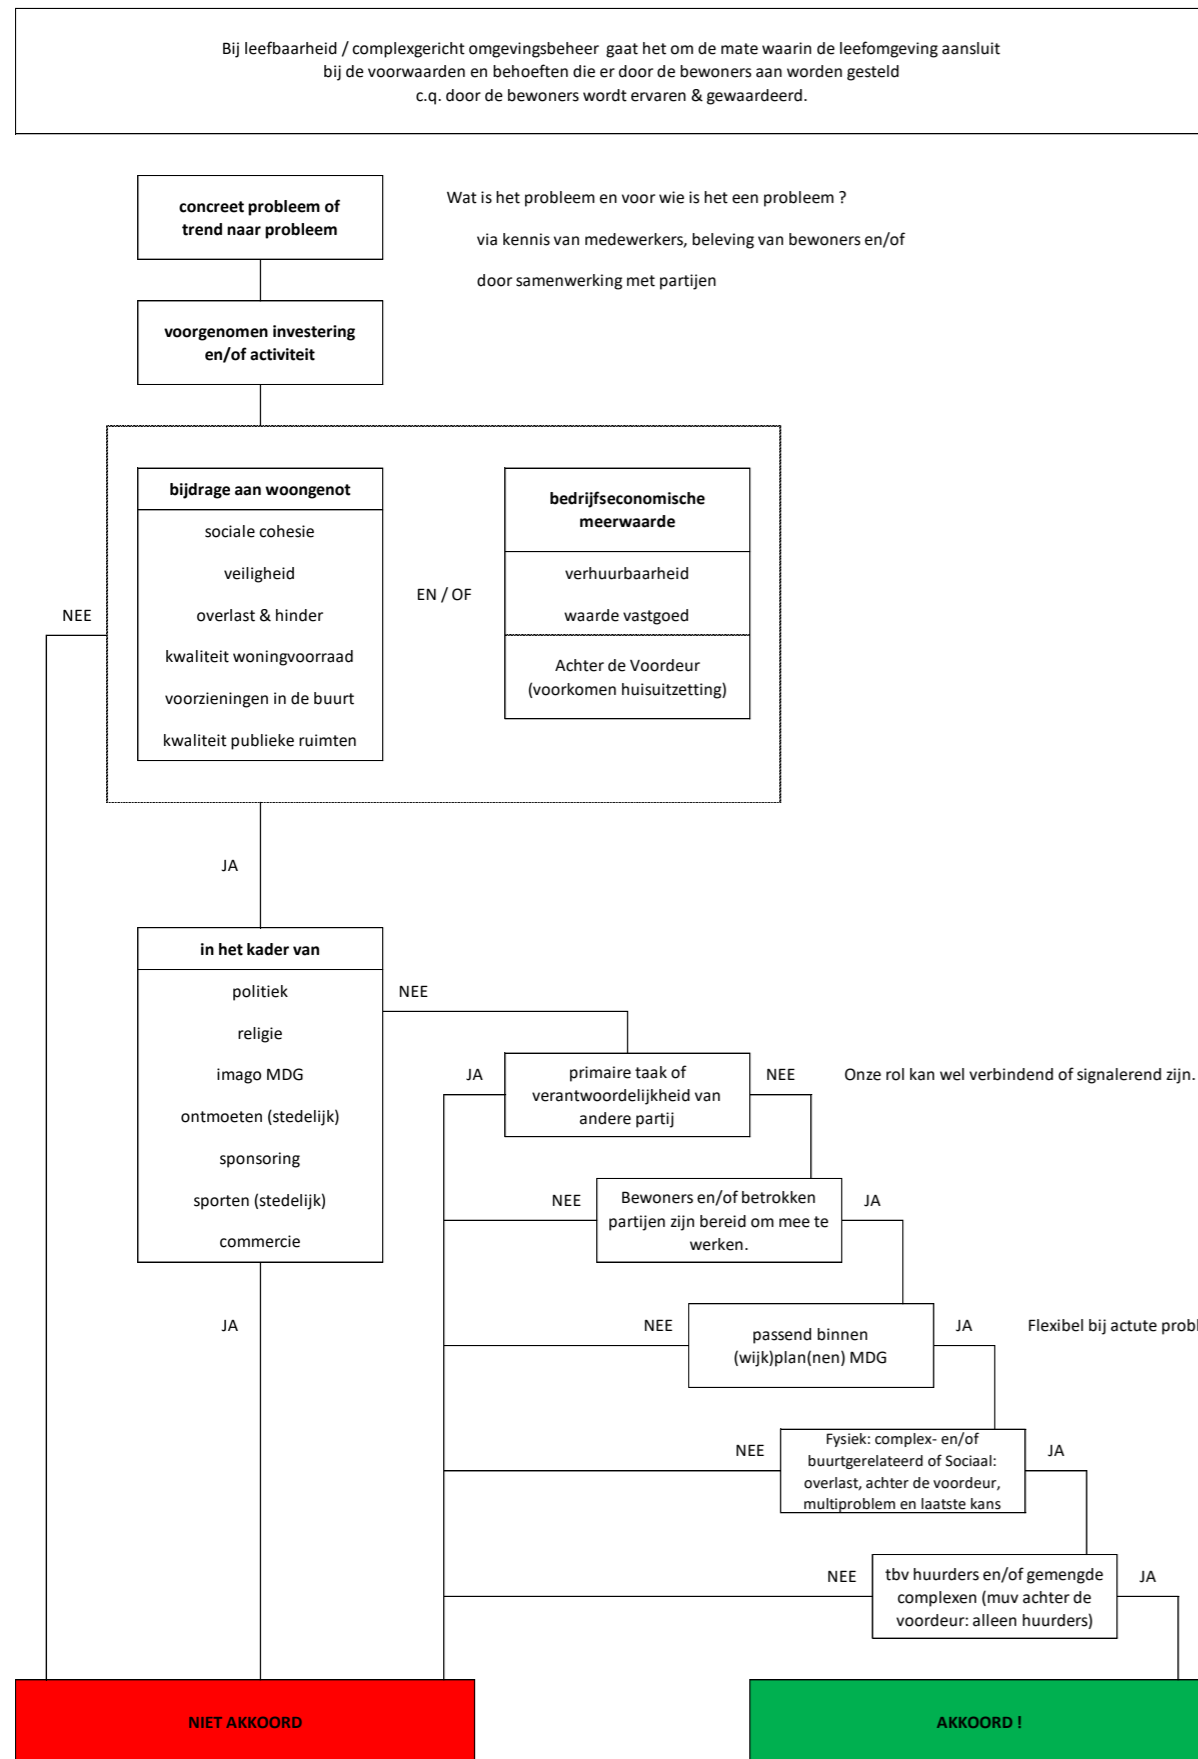 Bij leefbaarheid / complexgericht omgevingsbeheer gaat het om de mate waarin de leefomgeving aansluit
bij de voorwaarden en behoeften die er door de bewoners aan worden gesteld
c.q. door de bewoners wordt ervaren & gewaardeerd.
concreet probleem of
trend naar probleem
Wat is het probleem en voor wie is het een probleem ?
via kennis van medewerkers, beleving van bewoners en/of
door samenwerking met partijen
voorgenomen investering
en/of activiteit
bijdrage aan woongenot
sociale cohesie
veiligheid
overlast & hinder
kwaliteit woningvoorraad
voorzieningen in de buurt
kwaliteit publieke ruimten
EN / OF
bedrijfseconomische
meerwaarde
verhuurbaarheid
waarde vastgoed
Achter de Voordeur
(voorkomen huisuitzetting)
NEE
JA
in het kader van
politiek
religie
imago MDG
ontmoeten (stedelijk)
sponsoring
sporten (stedelijk)
commercie
NEE
JA
JA
primaire taak of
verantwoordelijkheid van
andere partij
NEE
Onze rol kan wel verbindend of signalerend zijn.
NEE
Bewoners en/of betrokken
partijen zijn bereid om mee te
werken.
JA
NEE
passend binnen
(wijk)plan(nen) MDG
JA
Flexibel bij actute
NEE
Fysiek: complex- en/of
buurtgerelateerd of Sociaal:
overlast, achter de voordeur,
multiproblem en laatste kans
JA
NEE
tbv huurders en/of gemengde
complexen (muv achter de
voordeur: alleen huurders)
JA
NIET AKKOORD
AKKOORD !